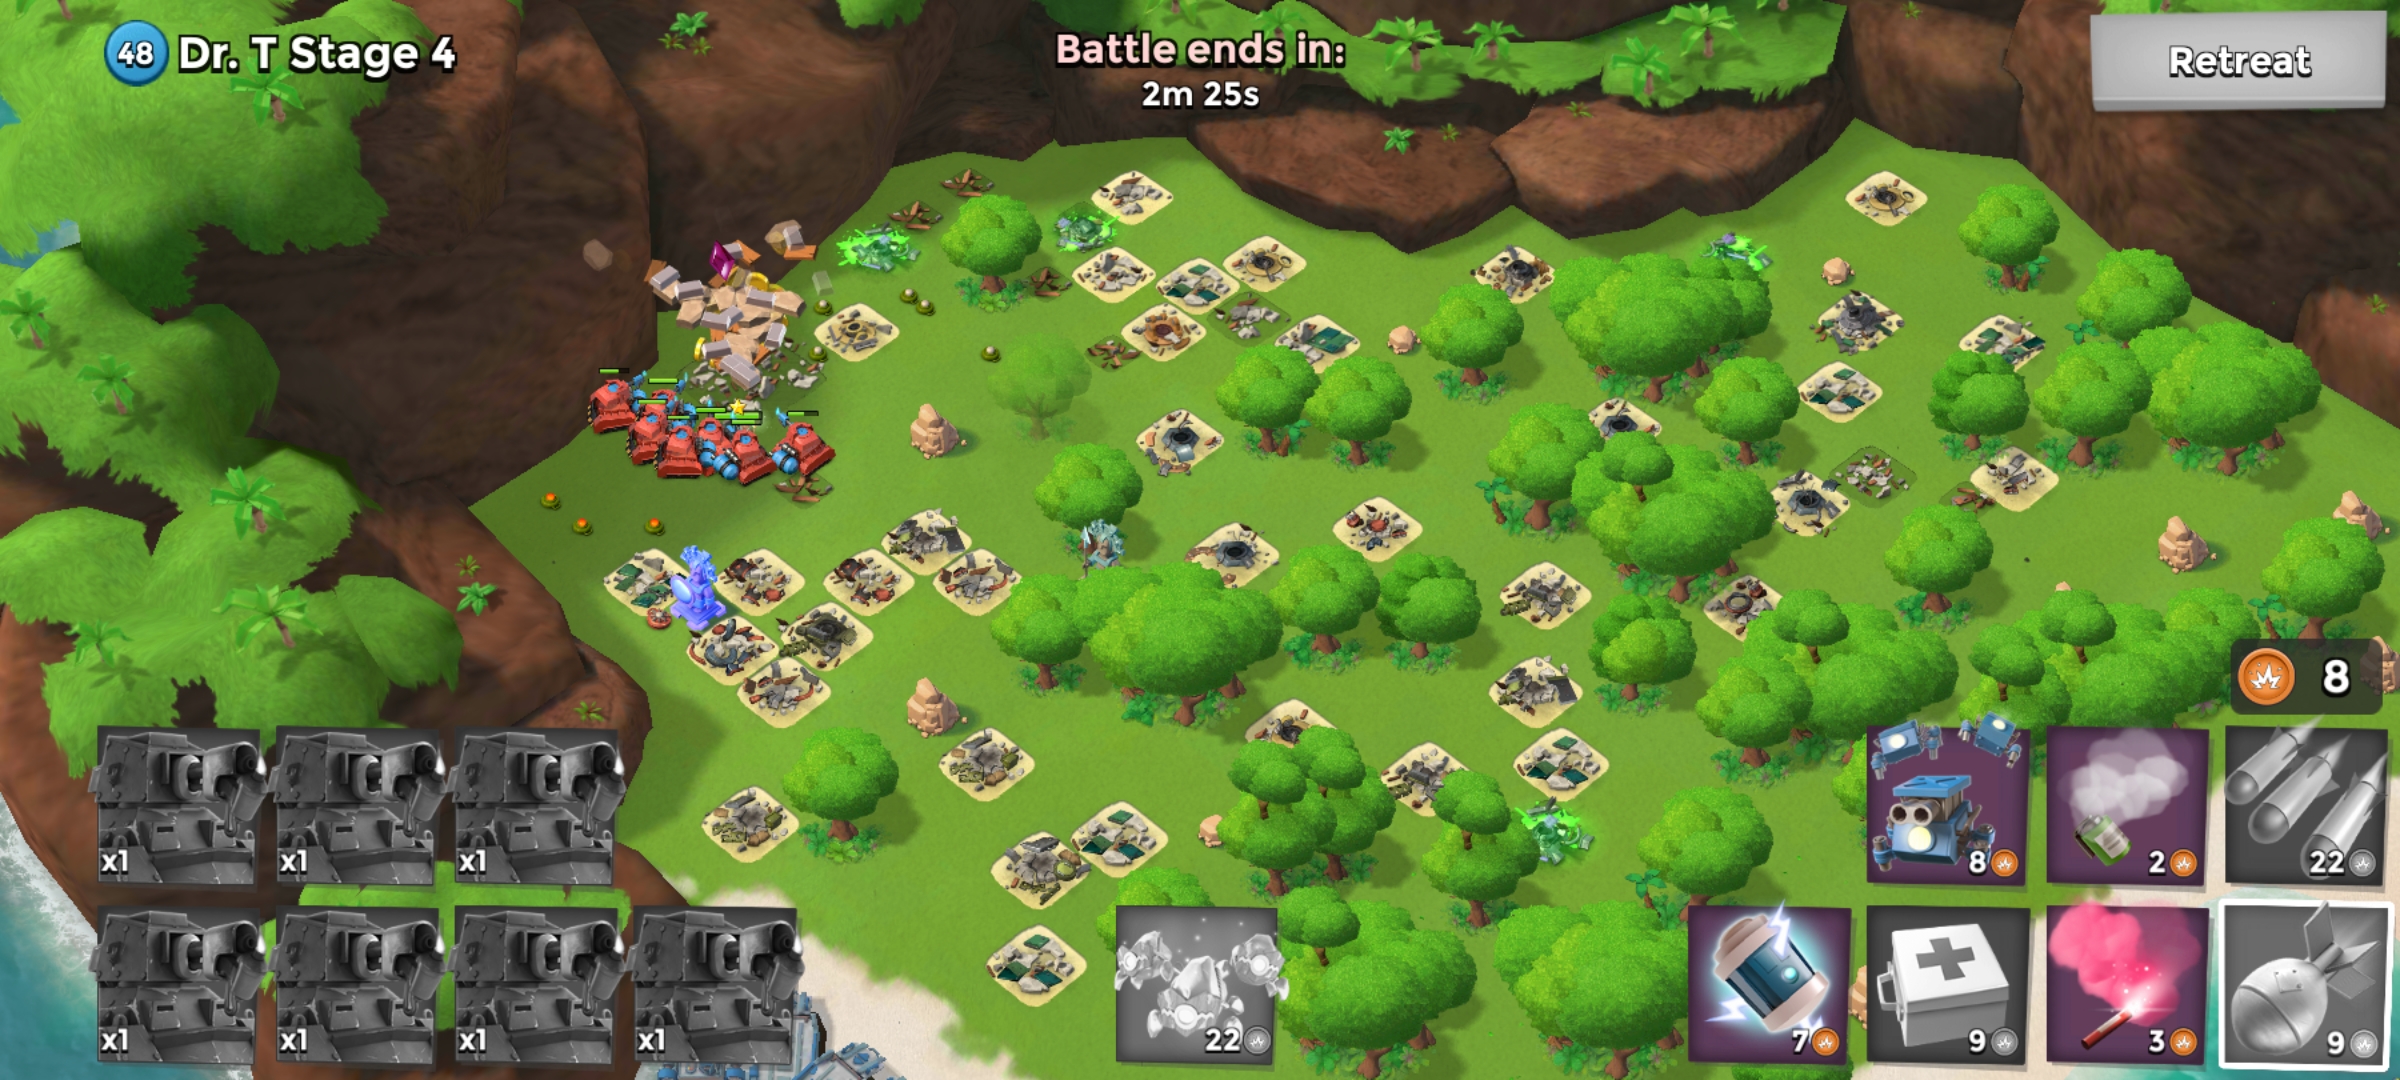 48 Dr. T Stage 4
Battle ends in:
2m 25s
Retreat
8
x1
x1
x1
8
2
22
x1
x1
x1
x1
22
7
9
3
9